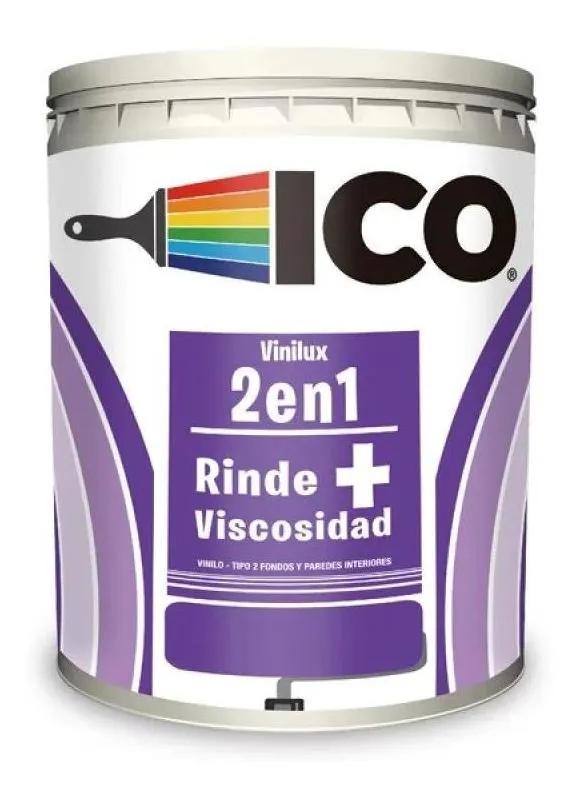 ICO®
Vinilux
2en1
Rinde +
Viscosidad
VINILO - TIPO 2 FONDOS Y PAREDES INTERIORES